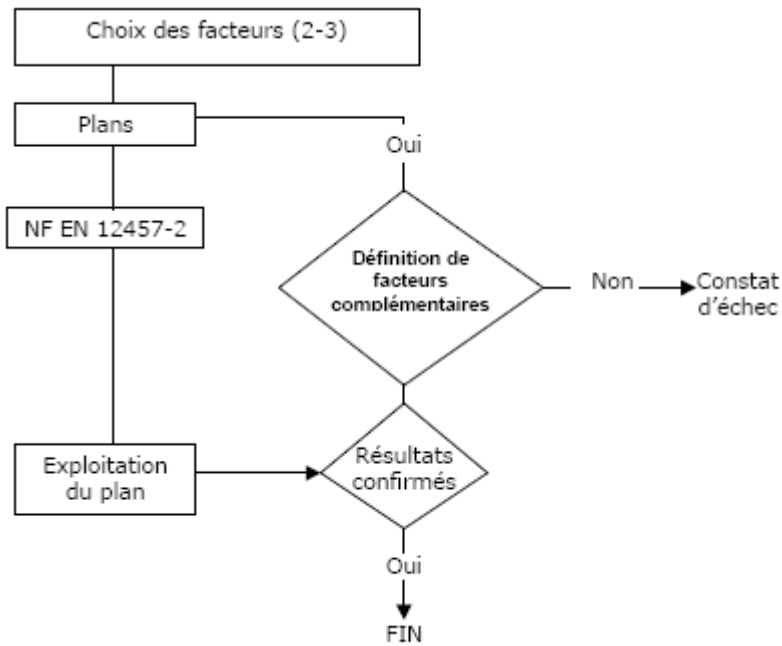 Choix des facteurs (2-3)
Plans
Oui
NF EN 12457-2
Définition de
facteurs
complémentaires
Non
Constat
d'échec
Exploitation
du plan
Résultats
confirmés
Oui
FIN